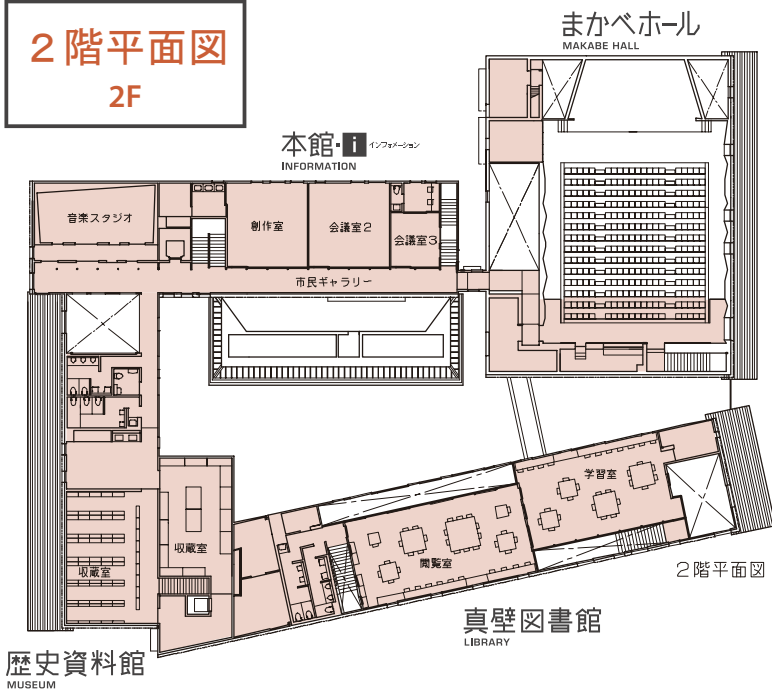 ２階平面図
2F
まかべホール
MAKABE HALL
本館・i インフォメーション
INFORMATION
音楽スタジオ
創作室
会議室２
会議室３
市民ギャラリー
学習室
閲覧室
収蔵室
収蔵室
２階平面図
真壁図書館
LIBRARY
歴史資料館
MUSEUM